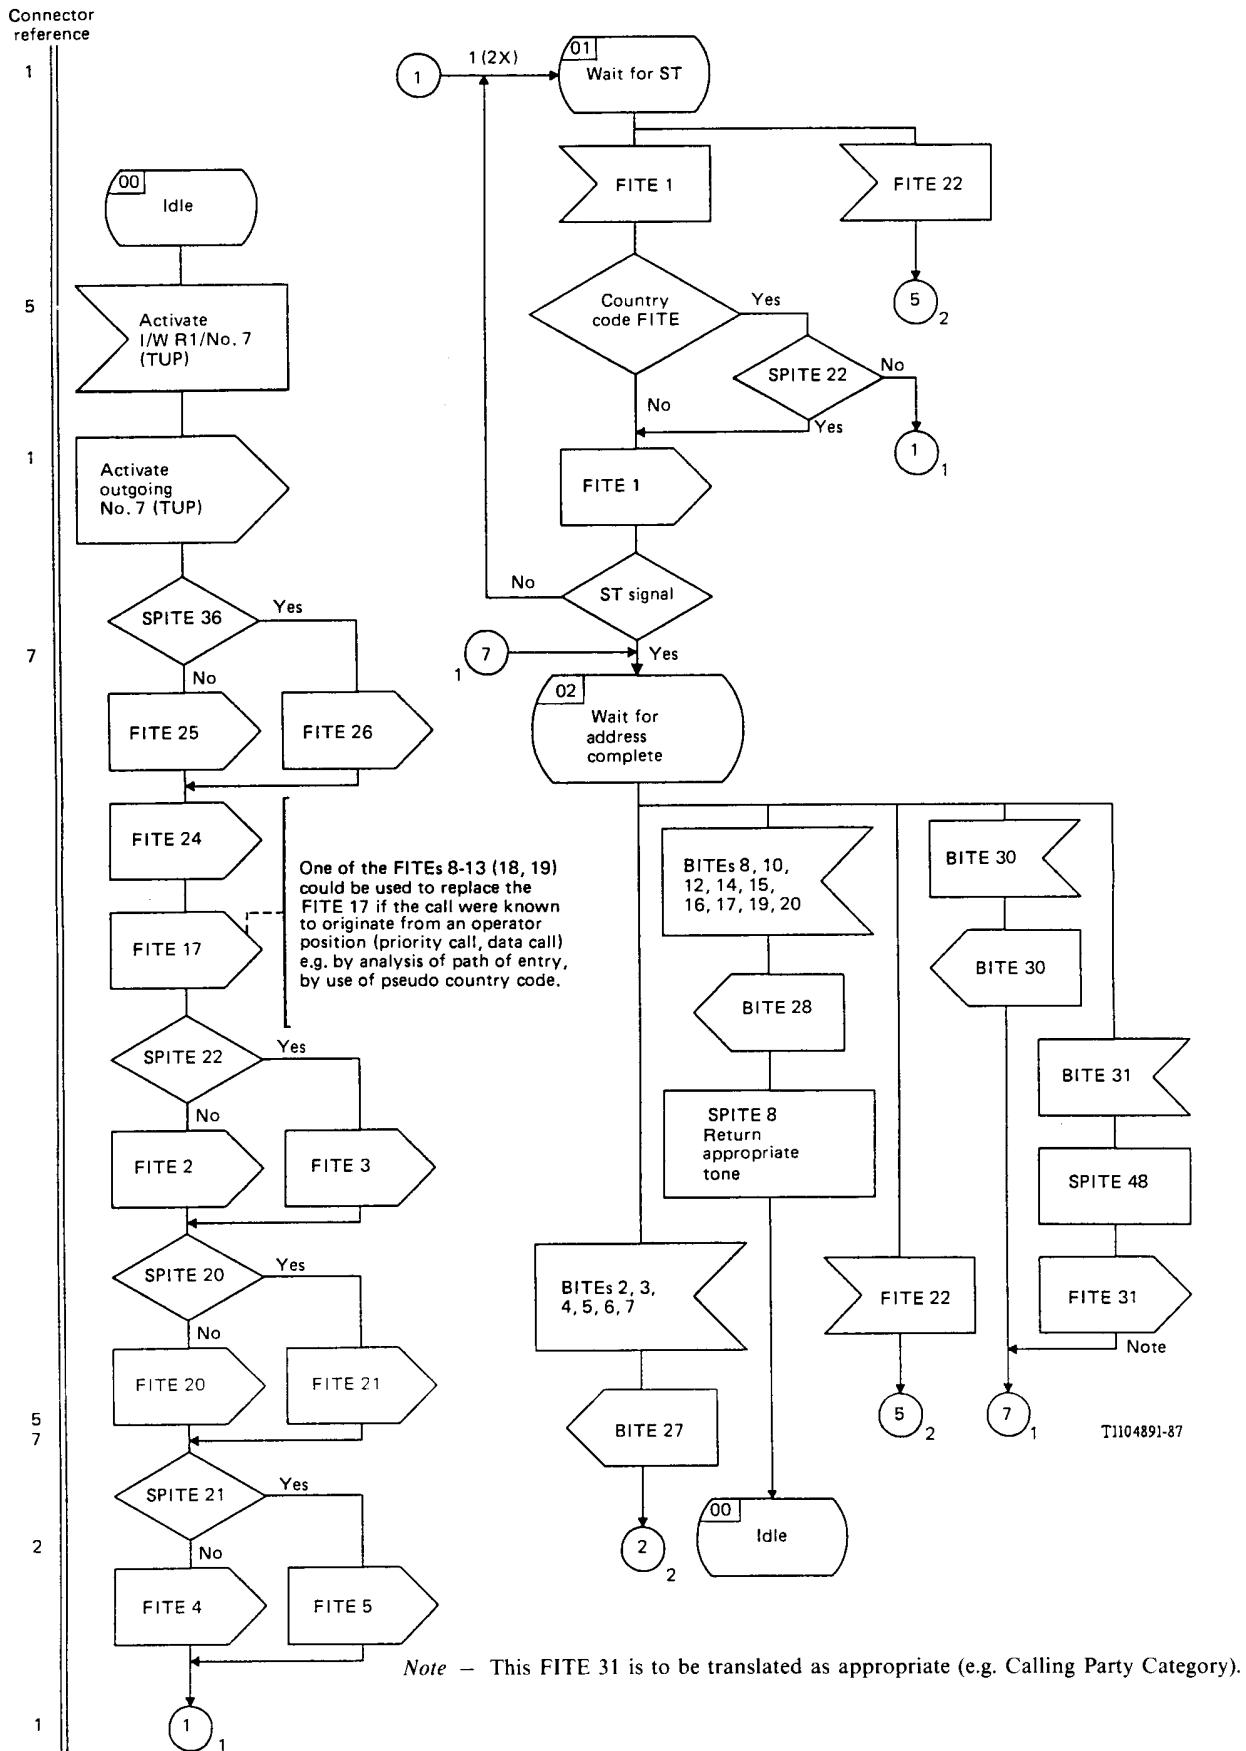 Connector
reference
1
5
1
7
5
7
2
1
00
Idle
Activate
I/W R1/No. 7
(TUP)
Activate
outgoing
No. 7 (TUP)
SPITE 36
Yes
No
FITE 25
FITE 26
FITE 24
FITE 17
One of the FITEs 8-13 (18, 19)
could be used to replace the
FITE 17 if the call were known
to originate from an operator
position (priority call, data call)
e.g. by analysis of path of entry,
by use of pseudo country code.
SPITE 22
Yes
No
FITE 2
FITE 3
SPITE 20
Yes
No
FITE 20
FITE 21
SPITE 21
Yes
No
FITE 4
FITE 5
1
1
1
1 (2X)
01
Wait for ST
FITE 1
FITE 22
5
2
Country
code FITE
Yes
No
SPITE 22
No
Yes
1
1
FITE 1
ST signal
No
Yes
7
1
02
Wait for
address
complete
BITEs 2, 3,
4, 5, 6, 7
BITE 27
2
2
BITEs 8, 10,
12, 14, 15,
16, 17, 19, 20
BITE 28
SPITE 8
Return
appropriate
tone
00
Idle
FITE 22
5
2
BITE 30
BITE 30
7
1
BITE 31
SPITE 48
FITE 31
Note
T1104891-87
Note – This FITE 31 is to be translated as appropriate (e.g. Calling Party Category).